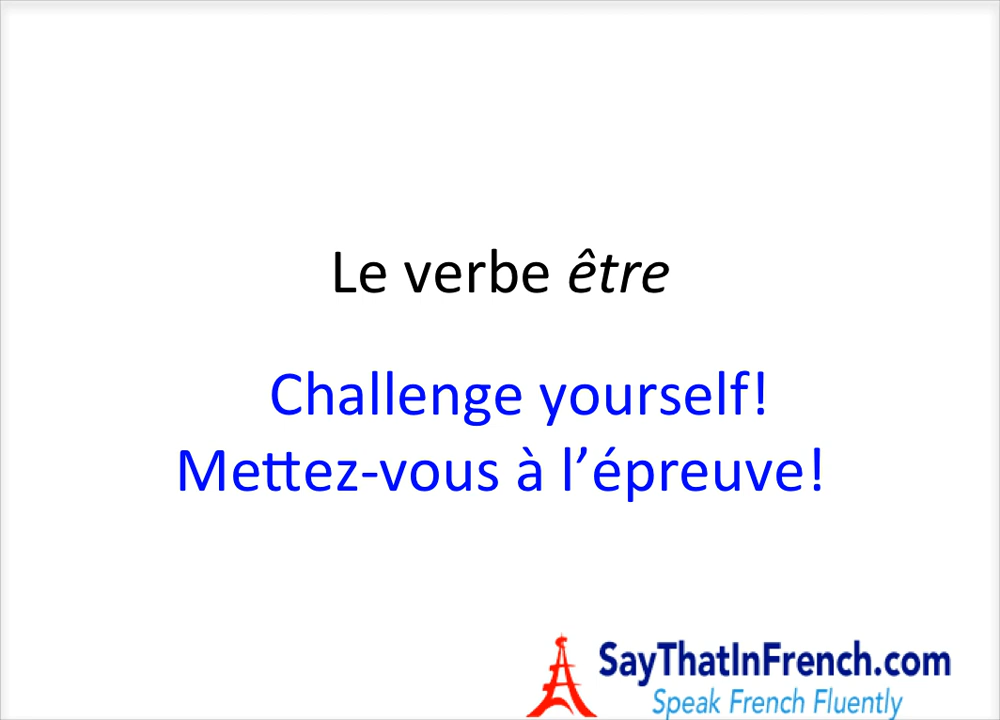 Le verbe être
Challenge yourself!
Mettez-vous à l’épreuve!
SayThatInFrench.com
Speak French Fluently